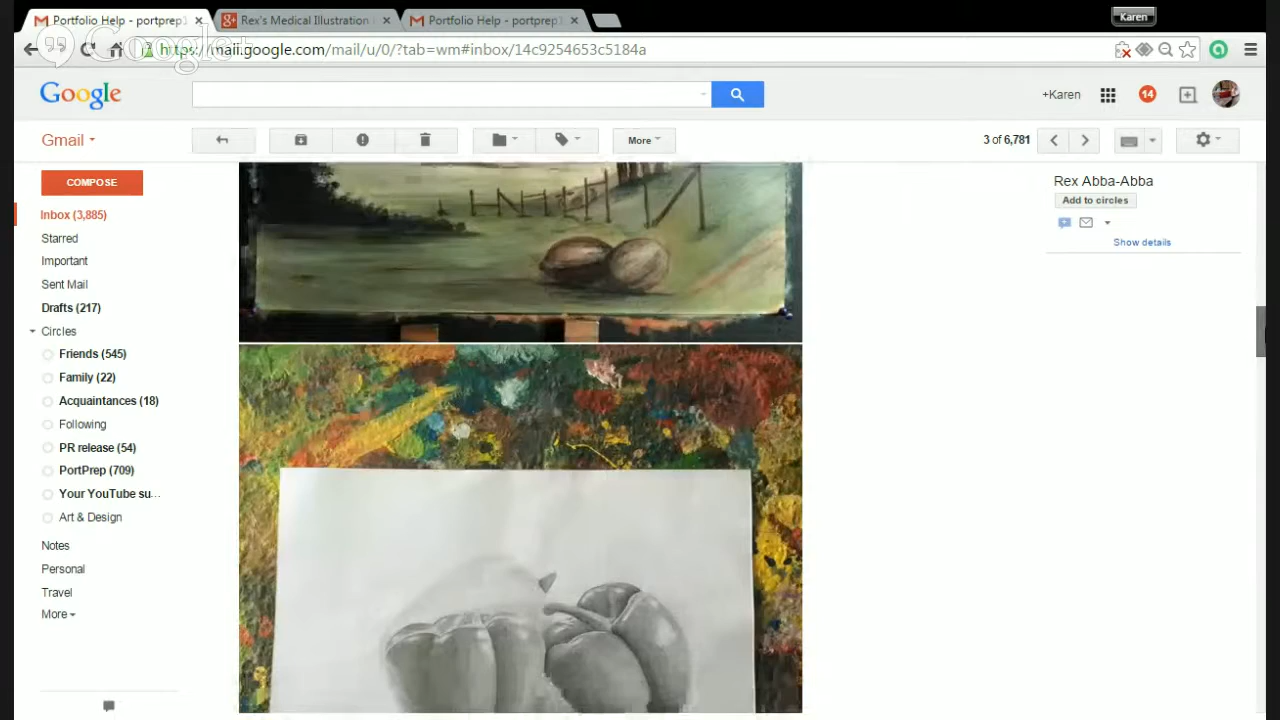 Portfolio Help - portprep1
Rex's Medical Illustration
Portfolio Help - portprep1
Karen
Google+
https://mail.google.com/mail/u/0/?tab=wm#inbox/14c9254653c5184a
Google
+Karen
14
Gmail
More
3 of 6,781
COMPOSE
Inbox (3,885)
Starred
Important
Sent Mail
Drafts (217)
Circles
Friends (545)
Family (22)
Acquaintances (18)
Following
PR release (54)
PortPrep (709)
Your YouTube su...
Art & Design
Notes
Personal
Travel
More
Rex Abba-Abba
Add to circles
Show details